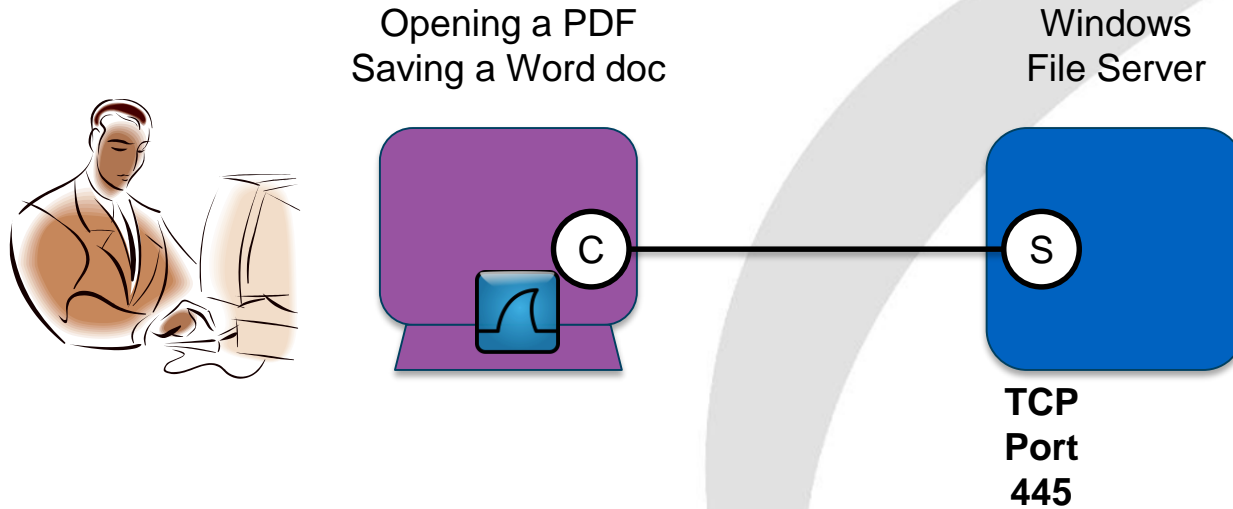 Opening a PDF
Saving a Word doc
Windows
File Server
C
S
TCP
Port
445